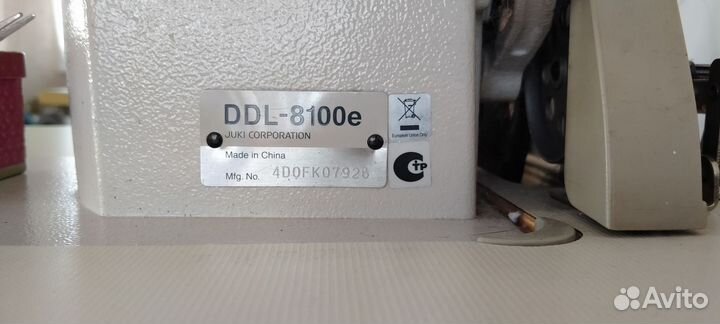 DDL-8100e
JUKI CORPORATION
Made in China
Mfg. No. 4D0FK07928
European Union Only
C TP
Avito